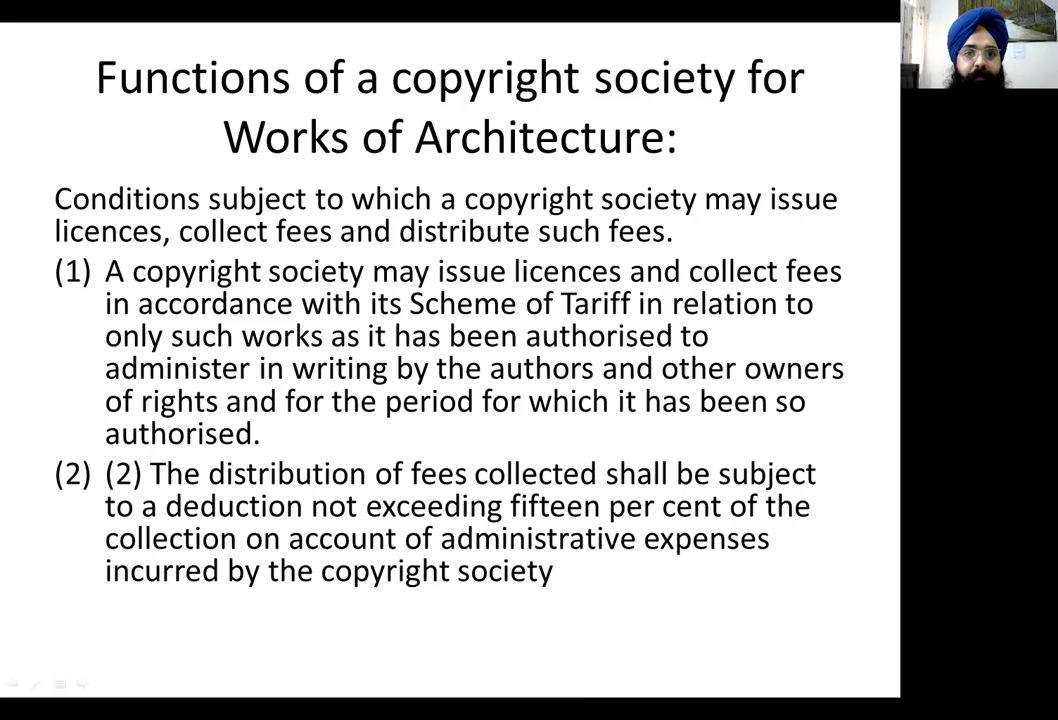 Functions of a copyright society for
Works of Architecture:
Conditions subject to which a copyright society may issue
licences, collect fees and distribute such fees.
(1) A copyright society may issue licences and collect fees
in accordance with its Scheme of Tariff in relation to
only such works as it has been authorised to
administer in writing by the authors and other owners
of rights and for the period for which it has been so
authorised.
(2) (2) The distribution of fees collected shall be subject
to a deduction not exceeding fifteen per cent of the
collection on account of administrative expenses
incurred by the copyright society